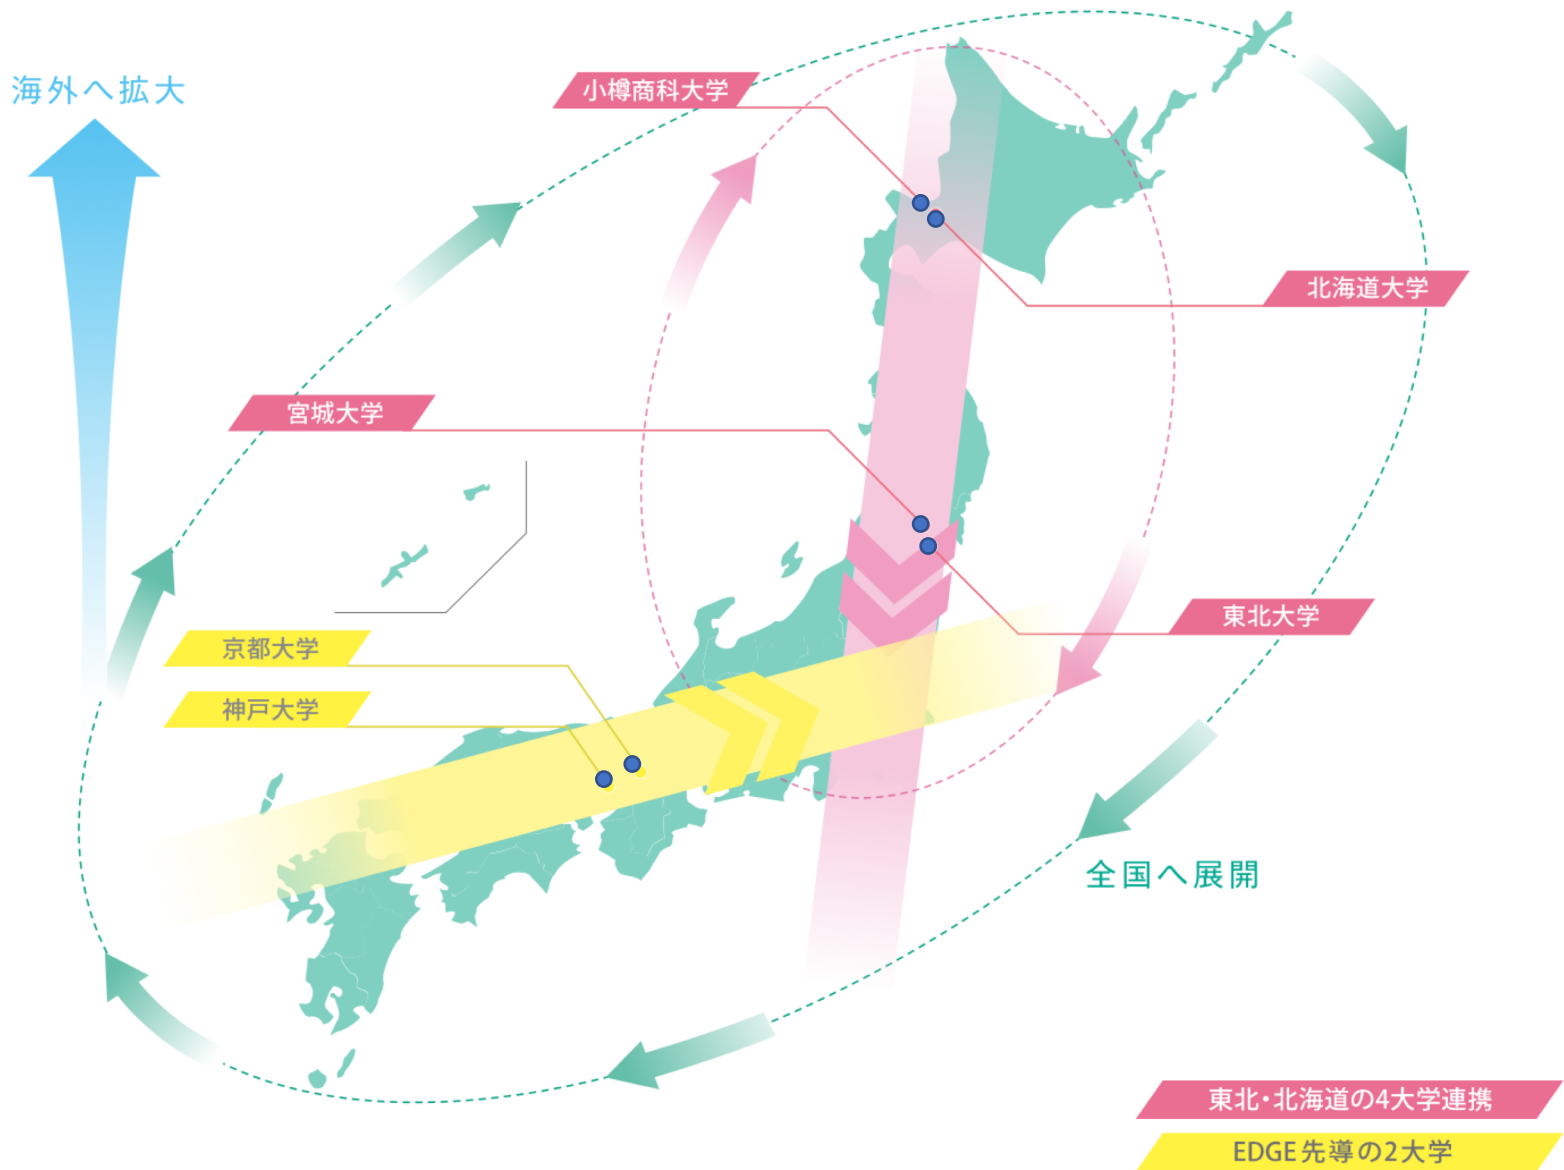 海外へ拡大
小樽商科大学
北海道大学
宮城大学
東北大学
京都大学
神戸大学
全国へ展開
東北・北海道の4大学連携
EDGE先導の2大学